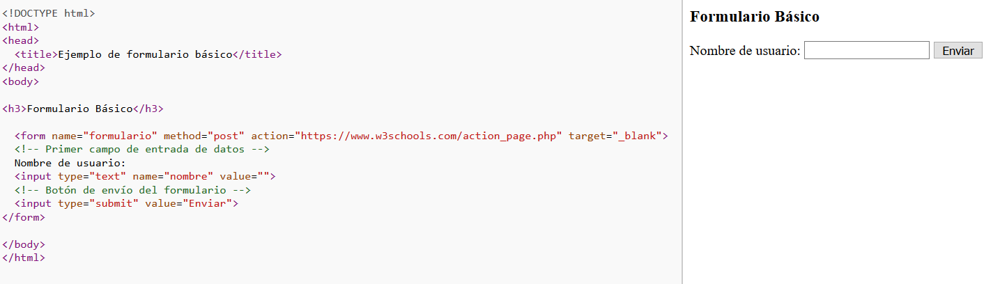 <!DOCTYPE html>
<html>
<head>
  <title>Ejemplo de formulario básico</title>
</head>
<body>
<h3>Formulario Básico</h3>
  <form name="formulario" method="post" action="https://www.w3schools.com/action_page.php" target="_blank">
  <!-- Primer campo de entrada de datos -->
  Nombre de usuario:
  <input type="text" name="nombre" value="">
  <!-- Botón de envío del formulario -->
  <input type="submit" value="Enviar">
</form>
</body>
</html>
Formulario Básico
Nombre de usuario: Enviar